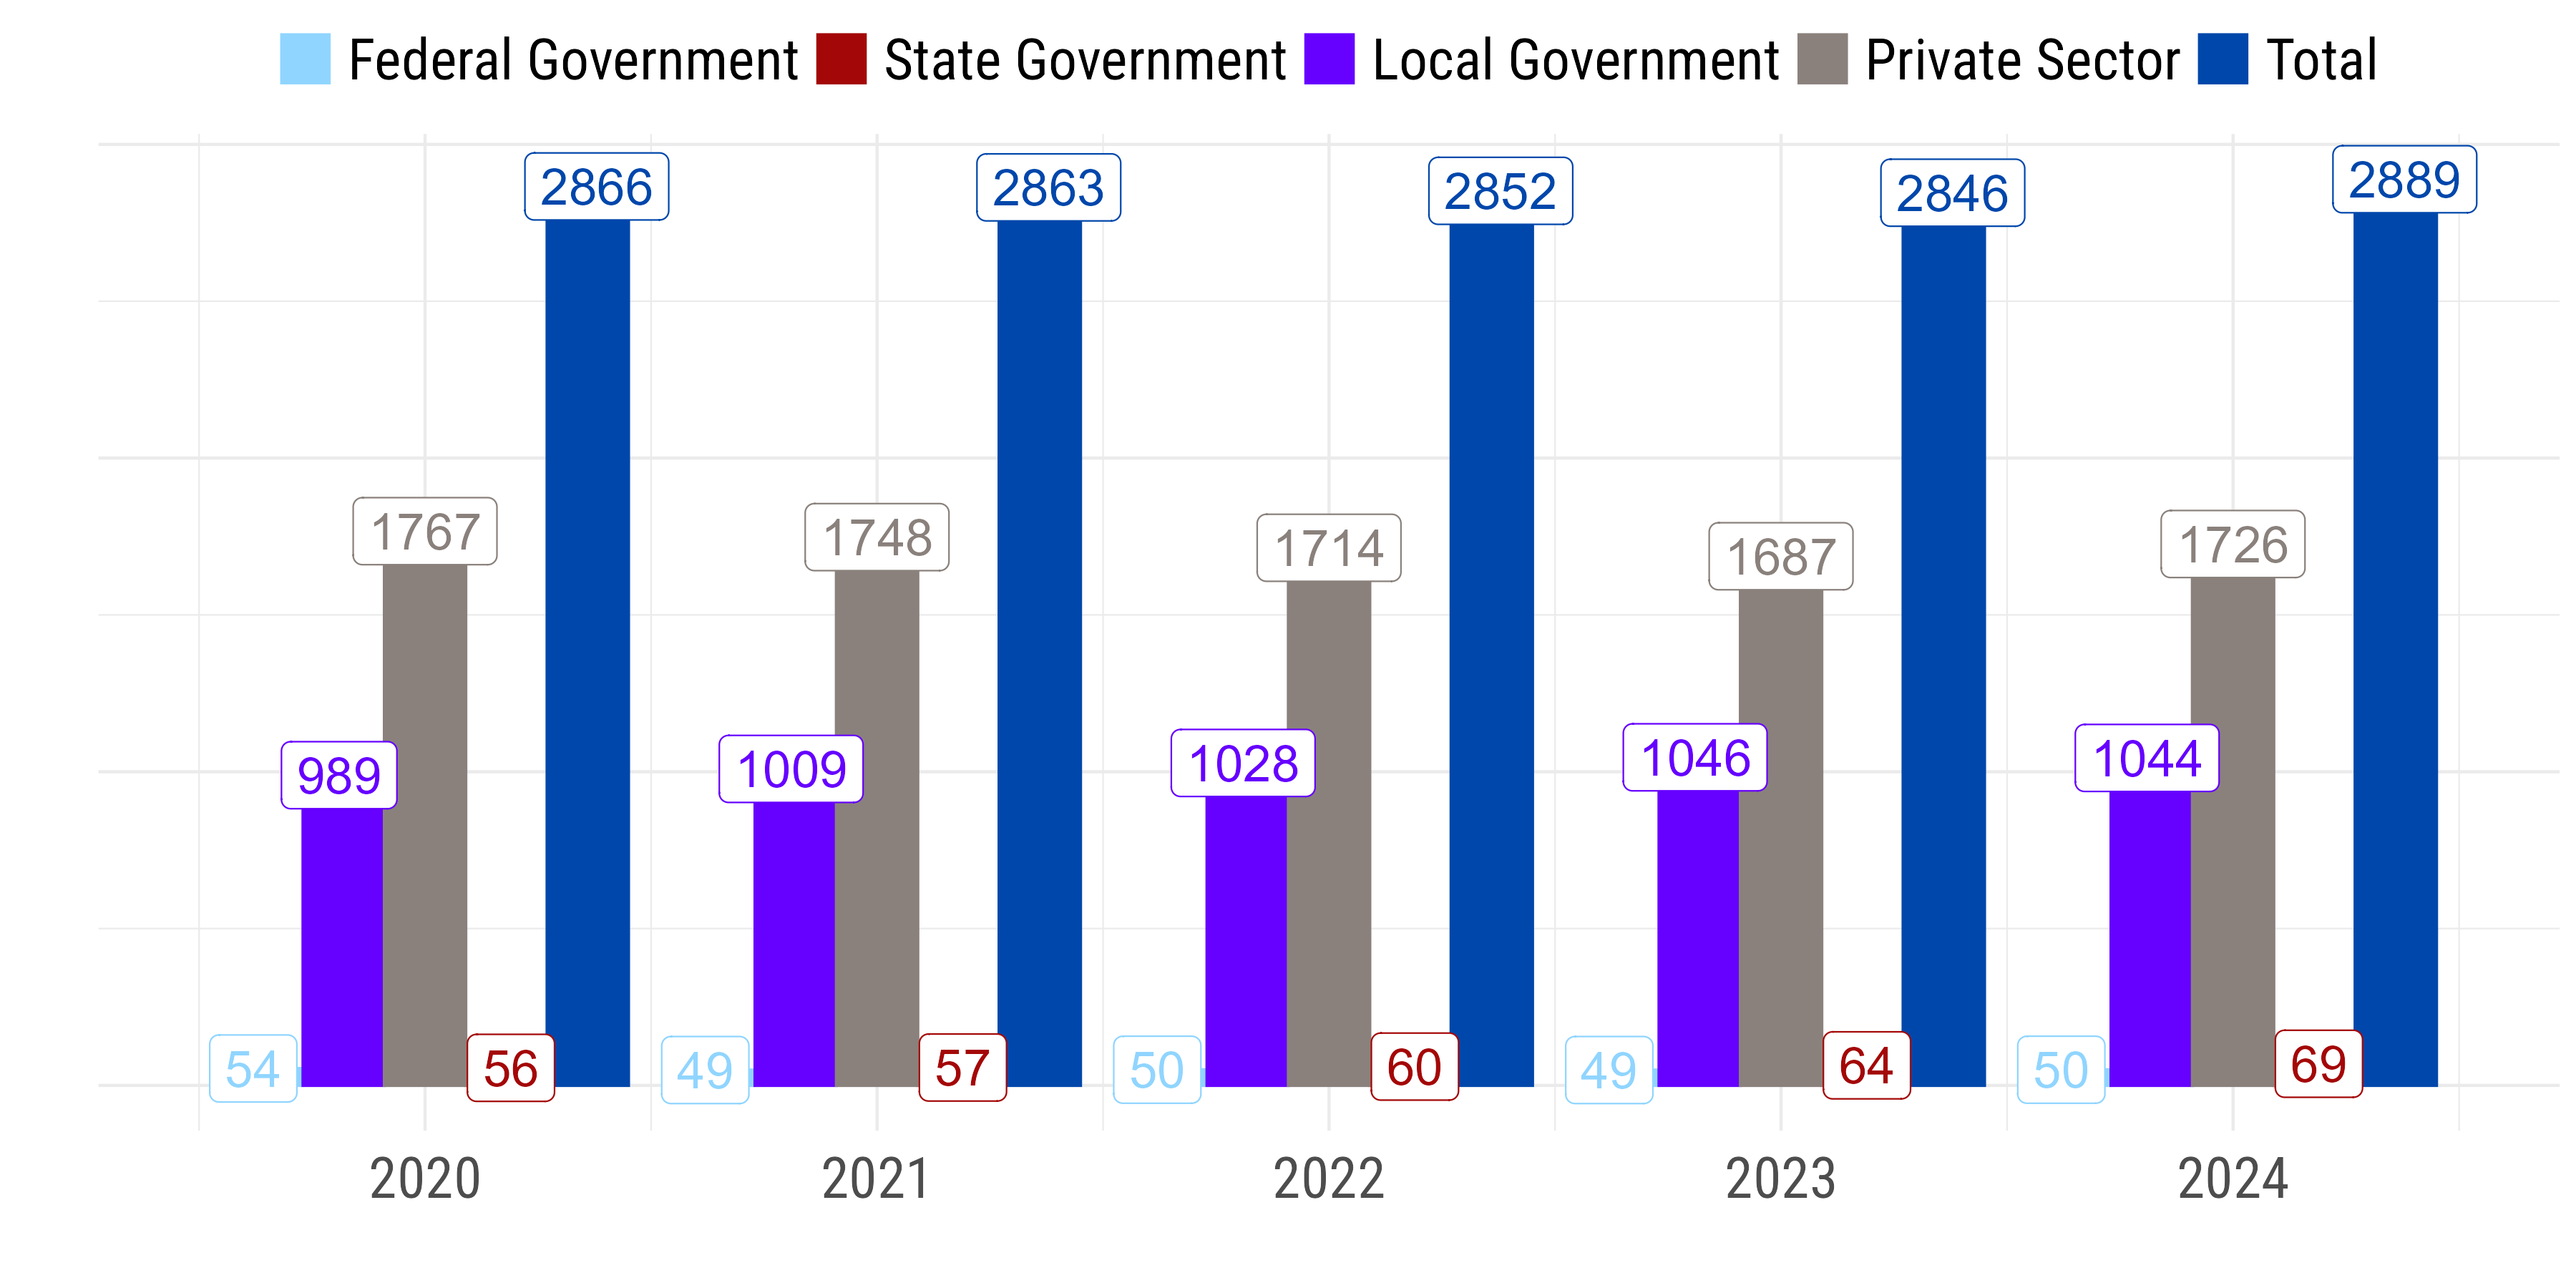 Federal Government State Government Local Government Private Sector Total
2866 2863 2852 2846 2889
1767 1748 1714 1687 1726
989 1009 1028 1046 1044
54 56 49 57 50 60 49 64 50 69
2020 2021 2022 2023 2024